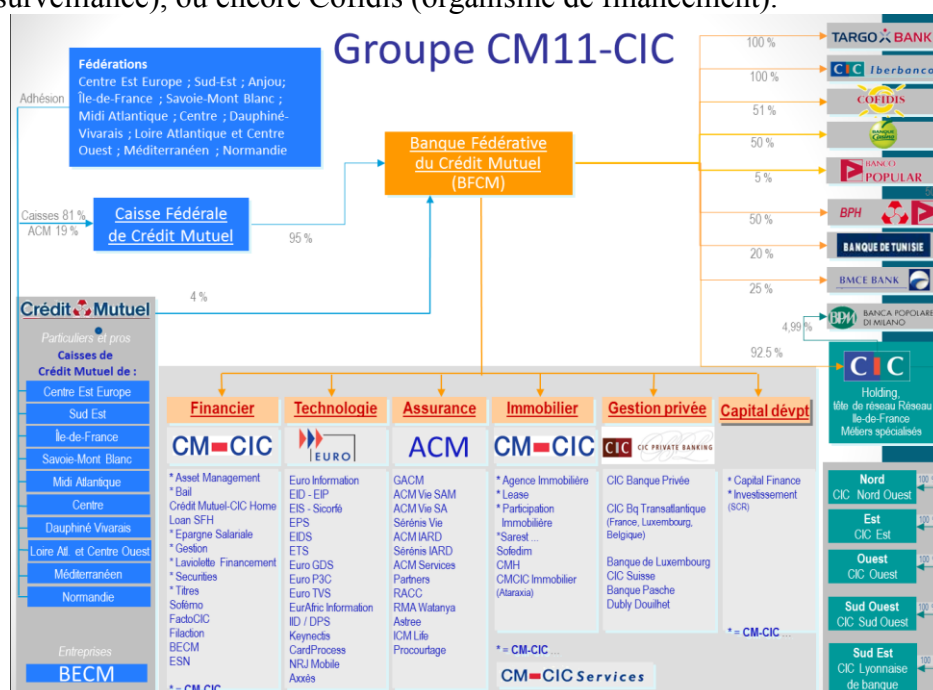 surveillance), ou encore Cofidis (organisme de financement).
Groupe CM11-CIC
Fédérations
Centre Est Europe ; Sud-Est ; Anjou;
Île-de-France ; Savoie-Mont Blanc ;
Midi Atlantique ; Centre ; Dauphiné-
Vivarais ; Loire Atlantique et Centre
Ouest ; Méditerranéen ; Normandie
Adhésion
Banque Fédérative
du Crédit Mutuel
(BFCM)
Caisses 81 %
ACM 19 %
Caisse Fédérale
de Crédit Mutuel
95 %
4 %
100 %
TARGO BANK
100 %
CIC Iberbanco
51 %
COFIDIS
50 %
BANQUE
Casino
5 %
BANCO
POPULAR
50 %
BPH
20 %
BANQUE DE TUNISIE
25 %
BMCE BANK
4,99 %
BPM BANCA POPOLARE
DI MILANO
92.5 %
CIC
Holding,
tête de réseau Réseau
Ile-de-France
Métiers spécialisés
Crédit Mutuel
Particuliers et pros
Caisses de
Crédit Mutuel de :
Centre Est Europe
Sud Est
Île-de-France
Savoie-Mont Blanc
Midi Atlantique
Centre
Dauphiné Vivarais
Loire Atl. et Centre Ouest
Méditerranéen
Normandie
Entreprises
BECM
Financier
CM=CIC
* Asset Management
* Bail
Crédit Mutuel-CIC Home
Loan SFH
* Epargne Salariale
* Gestion
* Laviolette Financement
* Securities
* Titres
Sofémo
FactoCIC
Filaction
BECM
ESN
* = CM-CIC
Technologie
EURO
Euro Information
EID - EIP
EIS - Sicorfé
EPS
EIDS
ETS
Euro GDS
Euro P3C
Euro TVS
EurAfric Information
IID / DPS
Keynectis
CardProcess
NRJ Mobile
Axxès
Assurance
ACM
GACM
ACM Vie SAM
ACM Vie SA
Sérénis Vie
ACM IARD
Sérénis IARD
ACM Services
Partners
RACC
RMA Watanya
Astree
ICM Life
Procourtage
Immobilier
CM=CIC
* Agence Immobilière
* Lease
* Participation
Immobilière
*Sarest ...
Sofedim
CMH
CMCIC Immobilier
(Ataraxia)
* = CM-CIC ...
CM=CIC Services
Gestion privée
CIC CIC PRIVATE BANKING
CIC Banque Privée
CIC Bq Transatlantique
(France, Luxembourg,
Belgique)
Banque de Luxembourg
CIC Suisse
Banque Pasche
Dubly Douilhet
Capital dévpt
* Capital Finance
* Investissement
(SCR)
* = CM-CIC ...
Nord
CIC Nord Ouest
100
Est
CIC Est
100
Ouest
CIC Ouest
100
Sud Ouest
CIC Sud Ouest
100
Sud Est
CIC Lyonnaise
de banque
100